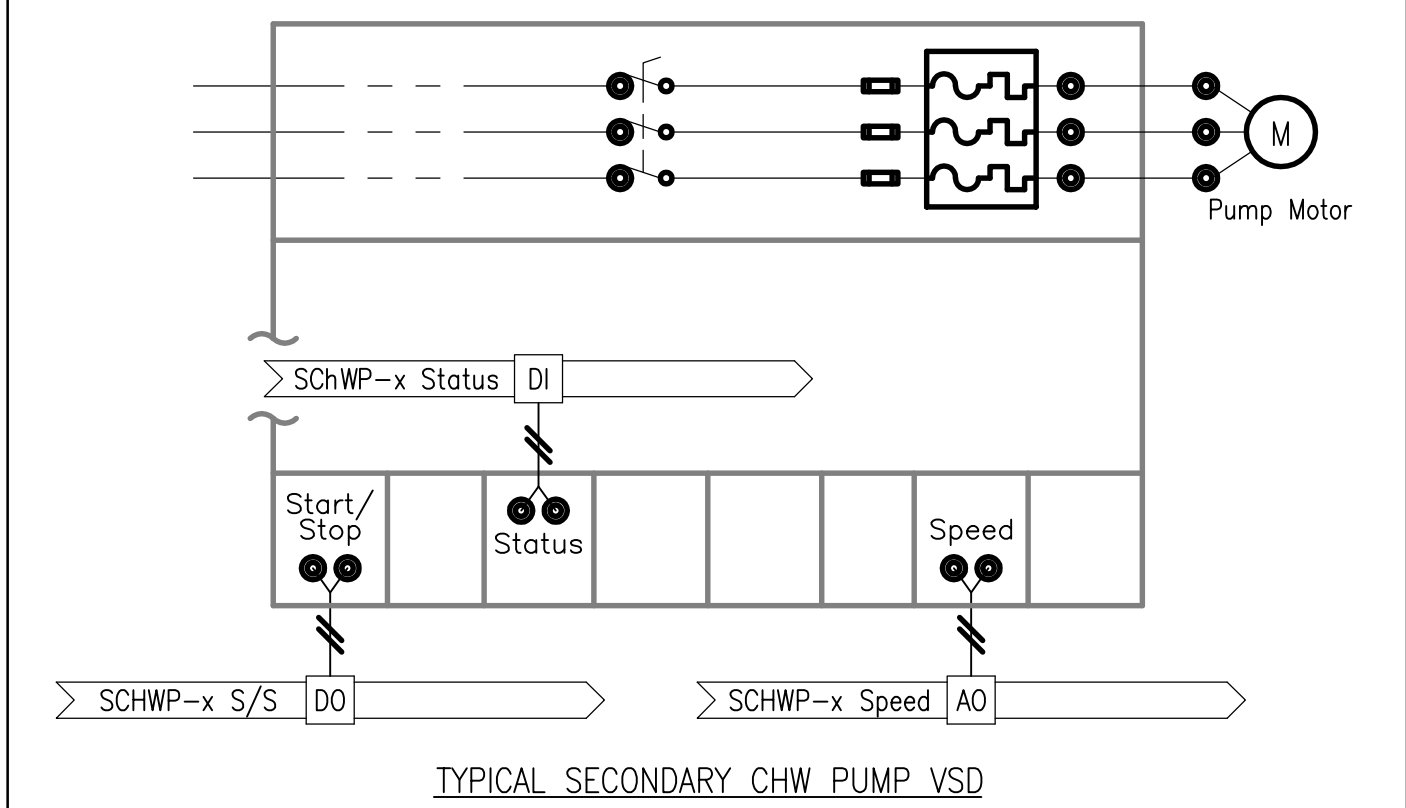 M
Pump Motor
SChWP-x Status DI
Start/
Stop
Status
Speed
SCHWP-x S/S DO
SCHWP-x Speed AO
TYPICAL SECONDARY CHW PUMP VSD